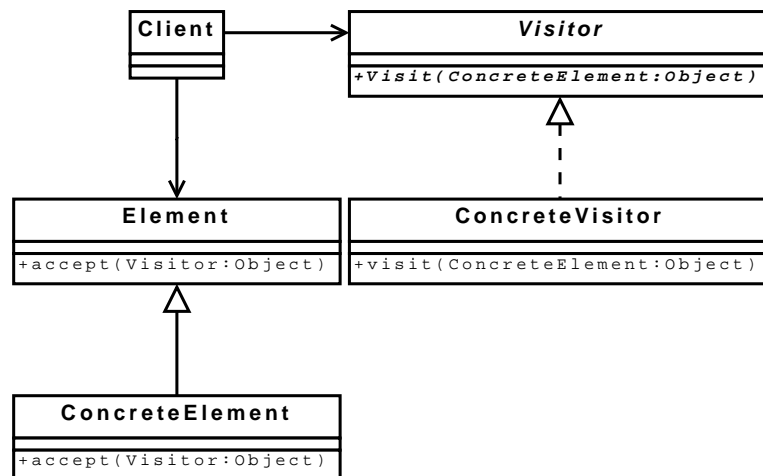 Client
Visitor
+Visit(ConcreteElement:Object)
Element
+accept(Visitor:Object)
ConcreteVisitor
+visit(ConcreteElement:Object)
ConcreteElement
+accept(Visitor:Object)